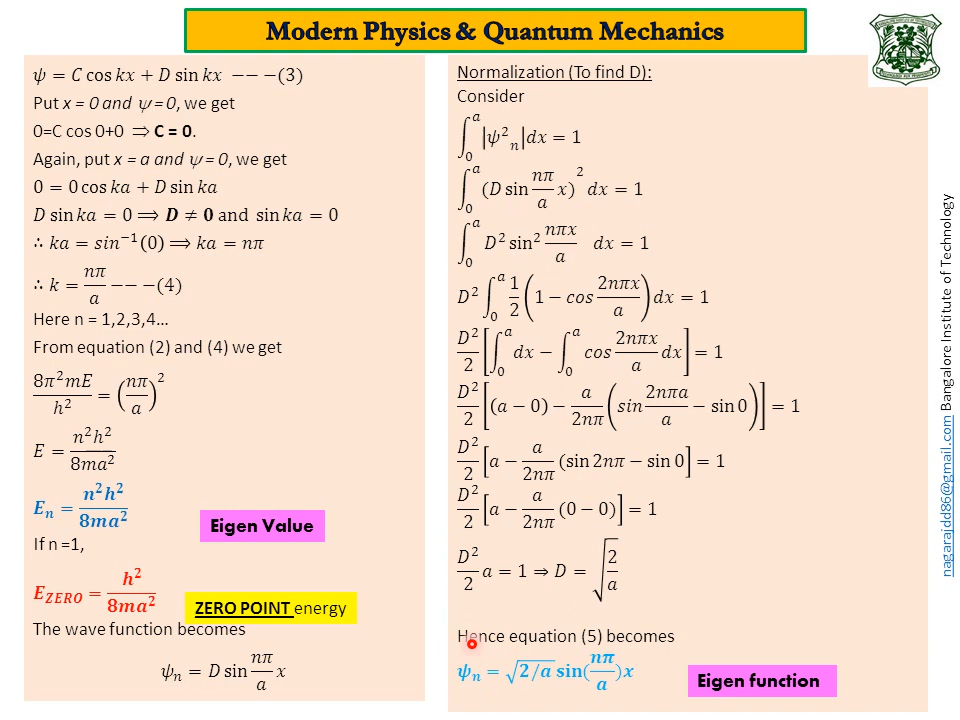 Modern Physics & Quantum Mechanics
ψ = C cos kx + D sin kx −− −(3)
Put x = 0 and ψ = 0, we get
0=C cos 0+0 ⇒ C = 0.
Again, put x = a and ψ = 0, we get
0 = 0 cos ka + D sin ka
D sin ka = 0 ⟹ D ≠ 0 and sin ka = 0
∴ ka = sin⁻¹(0) ⟹ ka = nπ
∴ k = nπ/a −− −(4)
Here n = 1,2,3,4…
From equation (2) and (4) we get
8π²mE/h² = (nπ/a)²
E = n²h²/8ma²
Eₙ = n²h²/8ma²
Eigen Value
If n =1,
E_ZERO = h²/8ma²
ZERO POINT energy
The wave function becomes
ψₙ = D sin nπ/a x
Normalization (To find D):
Consider
∫₀ᵃ |ψ²ₙ| dx = 1
∫₀ᵃ (D sin nπ/a x)² dx = 1
∫₀ᵃ D² sin² nπx/a dx = 1
D² ∫₀ᵃ 1/2 (1 − cos 2nπx/a) dx = 1
D²/2 [∫₀ᵃ dx − ∫₀ᵃ cos 2nπx/a dx] = 1
D²/2 [(a − 0) − a/2nπ (sin 2nπa/a − sin 0)] = 1
D²/2 [a − a/2nπ (sin 2nπ − sin 0] = 1
D²/2 [a − a/2nπ (0 − 0)] = 1
D²/2 a = 1 ⇒ D = √(2/a)
Hence equation (5) becomes
ψₙ = √2/a sin(nπ/a)x
Eigen function
nagarajdd86@gmail.com Bangalore Institute of Technology